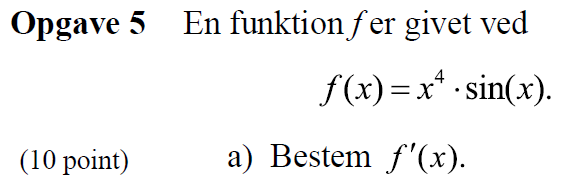 Opgave 5 En funktion f er givet ved
f(x) = x⁴ · sin(x).
(10 point) a) Bestem f'(x).